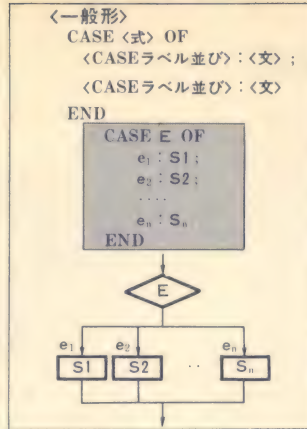 〈一般形〉
CASE〈式〉OF
〈CASEラベル並び〉:〈文〉;
〈CASEラベル並び〉:〈文〉
END
CASE E OF
e₁ : S1 ;
e₂ : S2 ;
....
eₙ : Sₙ
END
E
e₁ e₂ eₙ
S1 S2 ‥ Sₙ